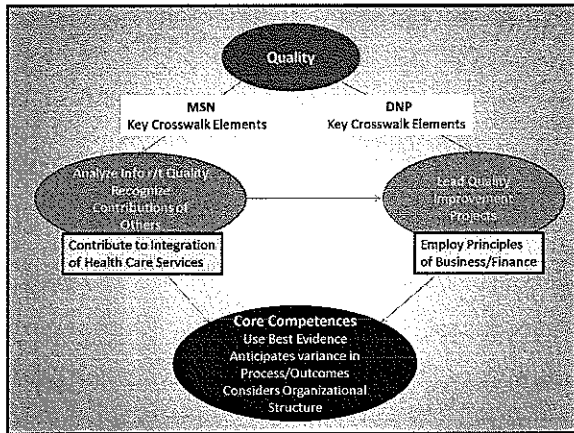 Quality
MSN
Key Crosswalk Elements
DNP
Key Crosswalk Elements
Analyze Info r/t Quality
Recognize
Contributions of
Others
Lead Quality
Improvement
Projects
Contribute to Integration
of Health Care Services
Employ Principles
of Business/Finance
Core Competences
Use Best Evidence
Anticipates variance in
Process/Outcomes
Considers Organizational
Structure